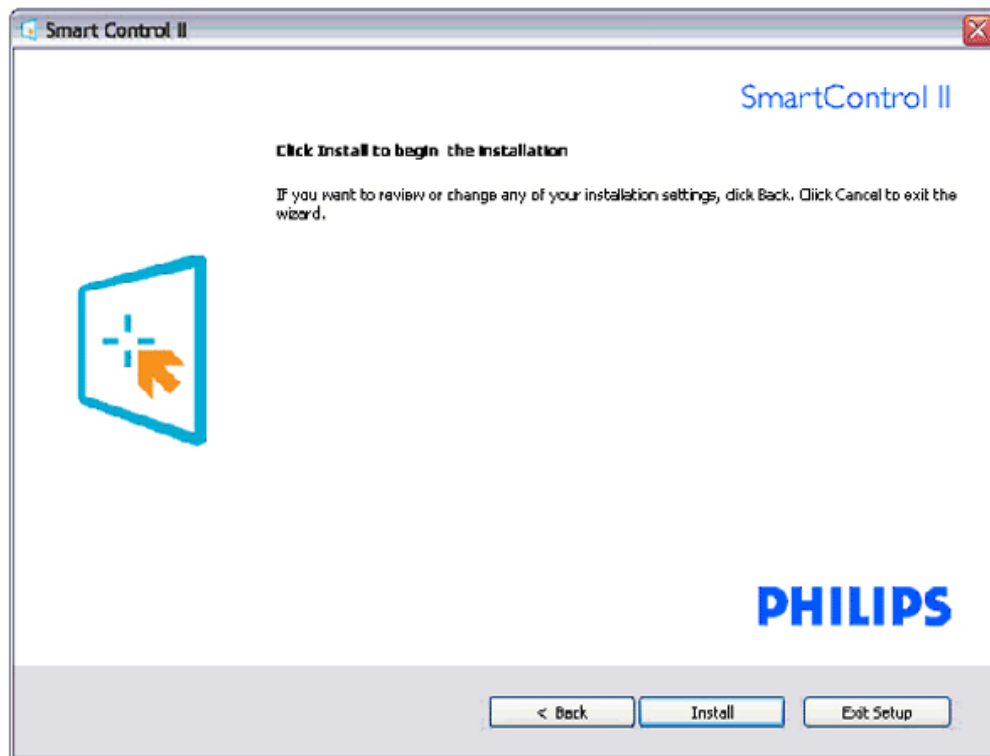 Smart Control II
SmartControl II
Click Install to begin the installation
If you want to review or change any of your installation settings, click Back. Click Cancel to exit the
wizard.
PHILIPS
< Back
Install
Exit Setup